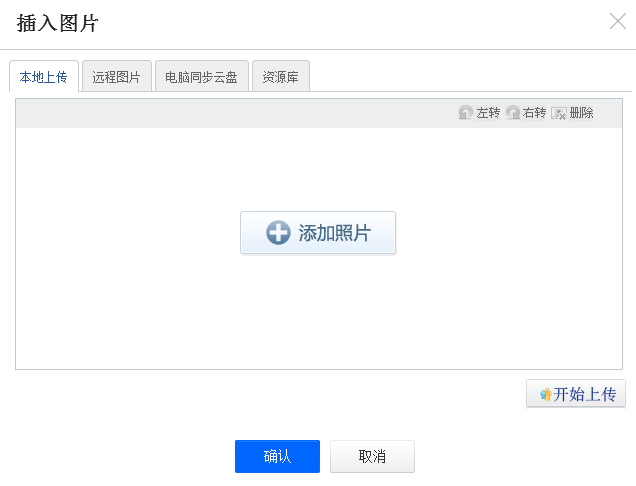 插入图片
本地上传 远程图片 电脑同步云盘 资源库
左转 右转 删除
添加照片
开始上传
确认 取消